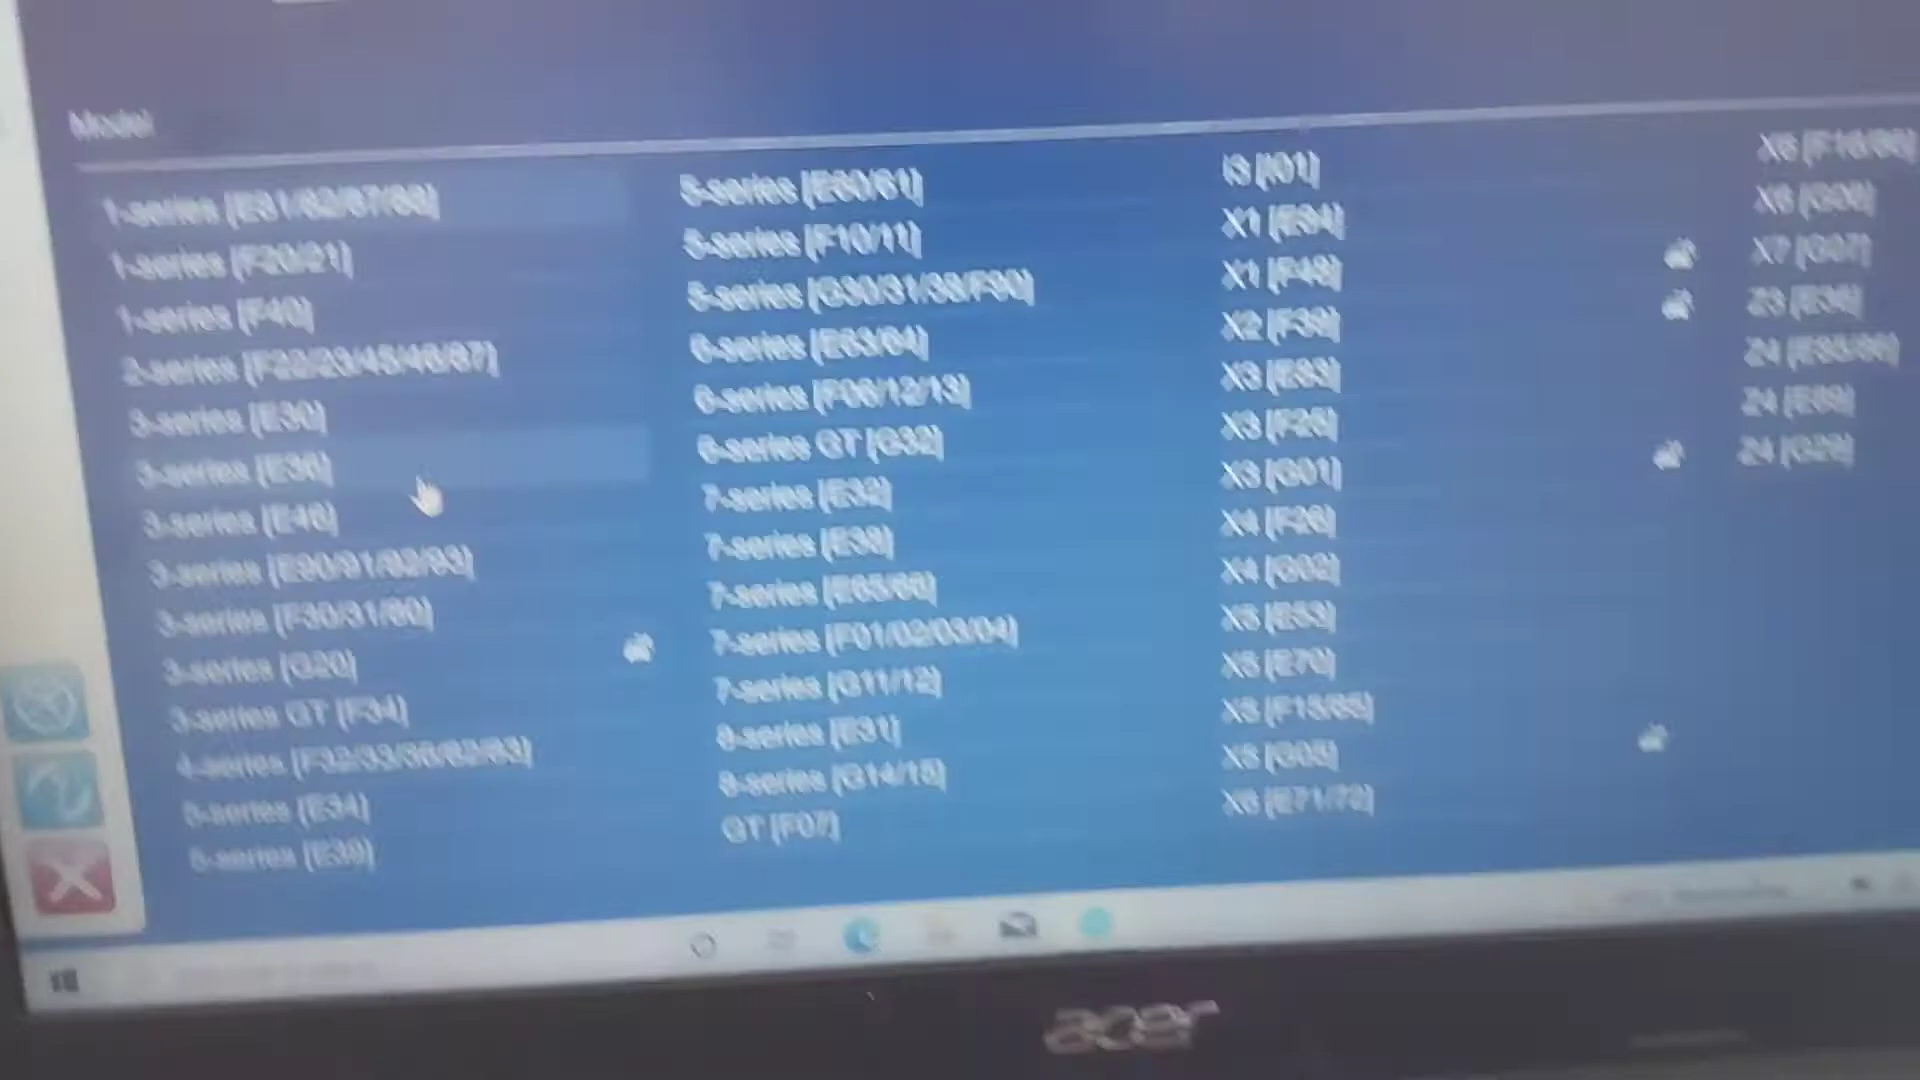 Model
1-series [E81/82/87/88]
1-series [F20/21]
1-series [F40]
2-series [F22/23/45/46/87]
3-series [E30]
3-series [E36]
3-series [E46]
3-series [E90/91/92/93]
3-series [F30/31/80]
3-series [G20]
3-series GT [F34]
4-series [F32/33/36/82/83]
5-series [E34]
5-series [E39]
5-series [E60/61]
5-series [F10/11]
5-series [G30/31/38/F90]
6-series [E63/64]
6-series [F06/12/13]
6-series GT [G32]
7-series [E32]
7-series [E38]
7-series [E65/66]
7-series [F01/02/03/04]
7-series [G11/12]
8-series [E31]
8-series [G14/15]
GT [F07]
i3 [I01]
X1 [E84]
X1 [F48]
X2 [F39]
X3 [E83]
X3 [F25]
X3 [G01]
X4 [F26]
X4 [G02]
X5 [E53]
X5 [E70]
X5 [F15/85]
X5 [G05]
X6 [E71/72]
X6 [F16/86]
X6 [G06]
X7 [G07]
Z3 [E36]
Z4 [E85/86]
Z4 [E89]
Z4 [G29]
acer